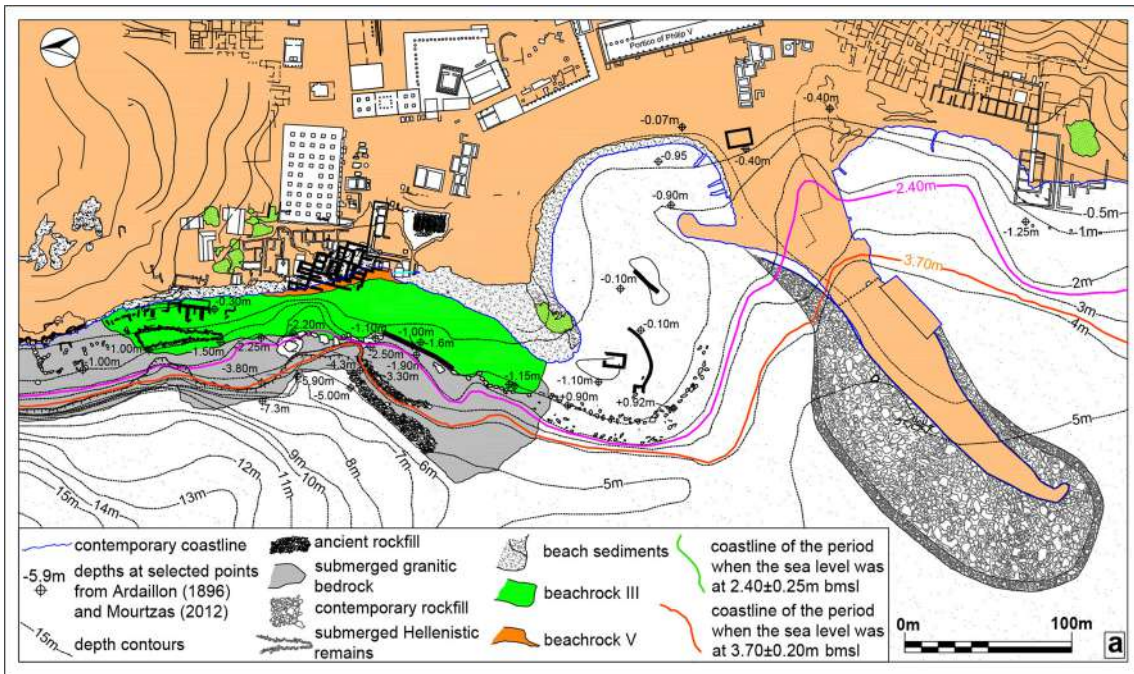 Portico of Philip V
-0.40m
-0.07m
-0.40m
-0.95
-0.90m
2.40m
-0.5m
-1m
-1.25m
3.70m
2m
3m
4m
-0.10m
-0.30m
-0.10m
-2.20m
-1.10m
-1.00m
-1.6m
1.00m
1.50m
2.25m
-2.50m
1.00m
-1.90m
-3.80m
-4.3m
3.30m
-1.15m
-1.10m
-5.90m
+0.90m
+0.92m
-5.00m
-7.3m
5m
9m
8m
7m
6m
12m
10m
11m
5m
15m
14m
13m
contemporary coastline
-5,9m
depths at selected points
from Ardaillon (1896)
and Mourtzas (2012)
15m
depth contours
ancient rockfill
submerged granitic
bedrock
contemporary rockfill
submerged Hellenistic
remains
beach sediments
beachrock III
beachrock V
coastline of the period
when the sea level was
at 2.40±0.25m bmsl
coastline of the period
when the sea level was
at 3.70±0.20m bmsl
0m
100m
a